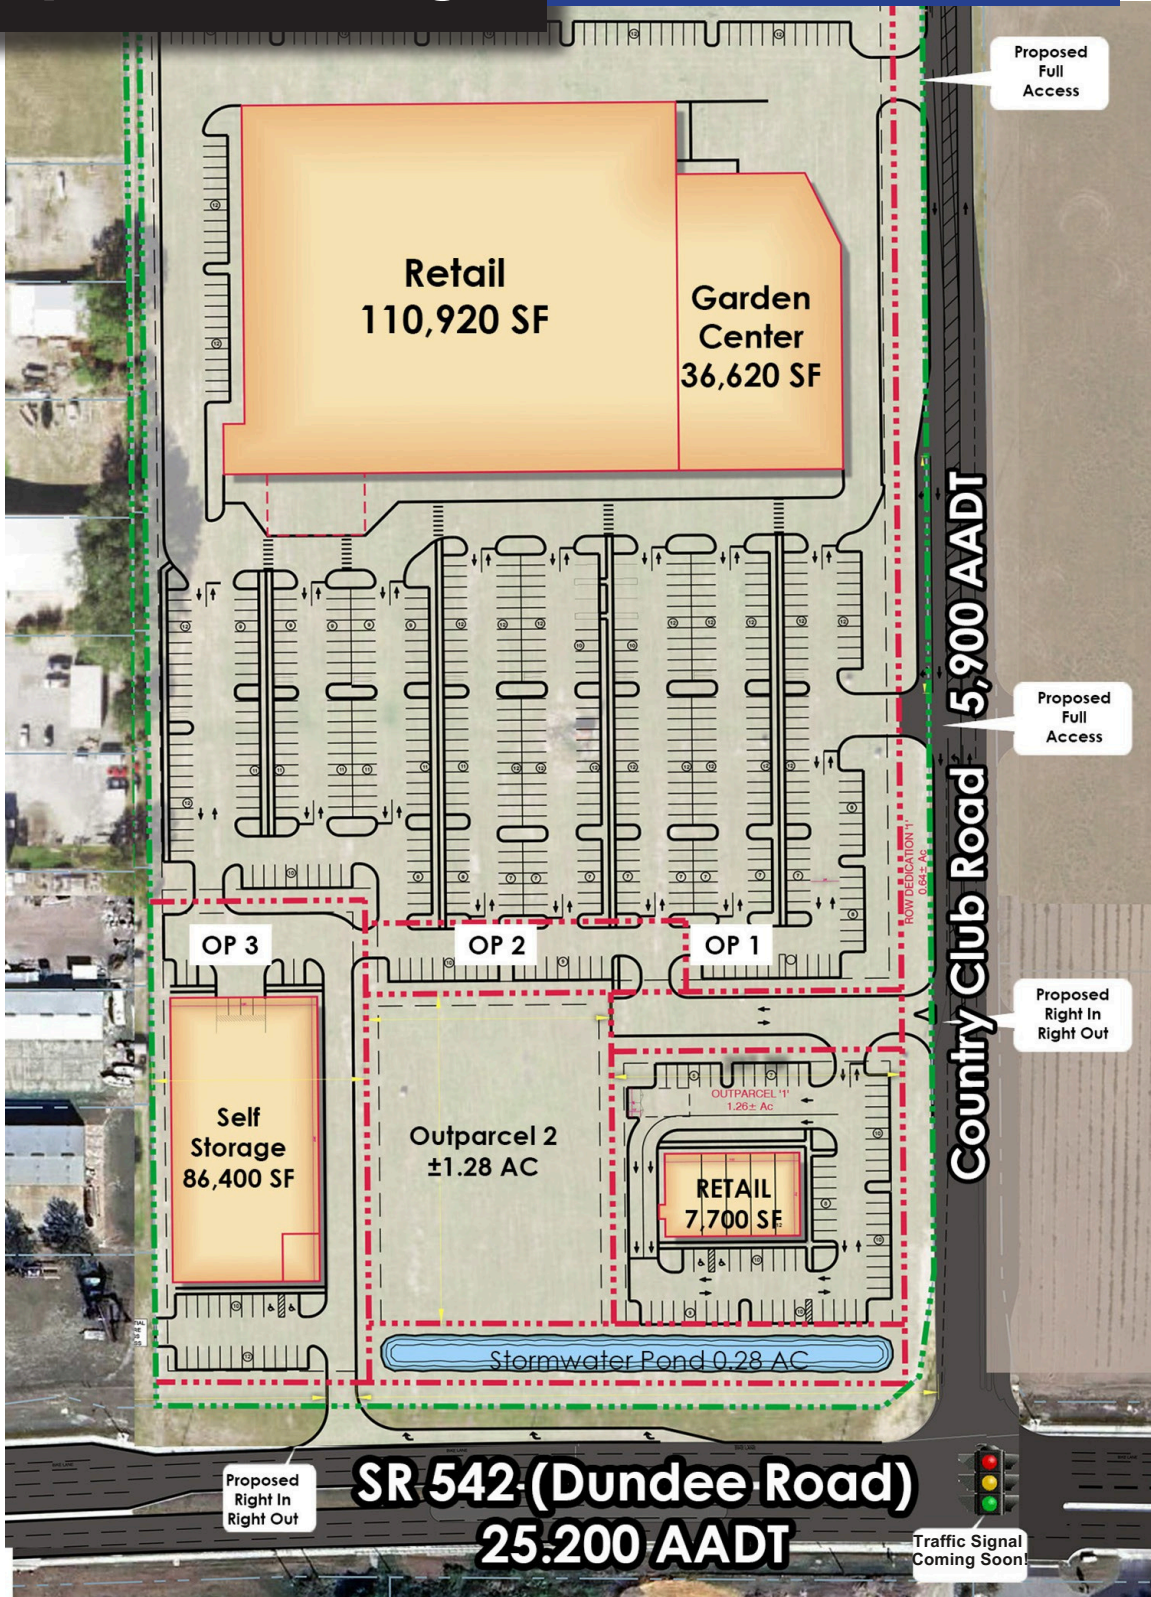 Proposed
Full
Access
Retail
110,920 SF
Garden
Center
36,620 SF
Country Club Road 5,900 AADT
Proposed
Full
Access
ROW DEDICATION '1'
0.64± Ac
OP 3
OP 2
OP 1
Proposed
Right In
Right Out
OUTPARCEL '1'
1.26± Ac
Self
Storage
86,400 SF
Outparcel 2
±1.28 AC
RETAIL
7,700 SF
Stormwater Pond 0.28 AC
Proposed
Right In
Right Out
SR 542 (Dundee Road)
25.200 AADT
Traffic Signal
Coming Soon!